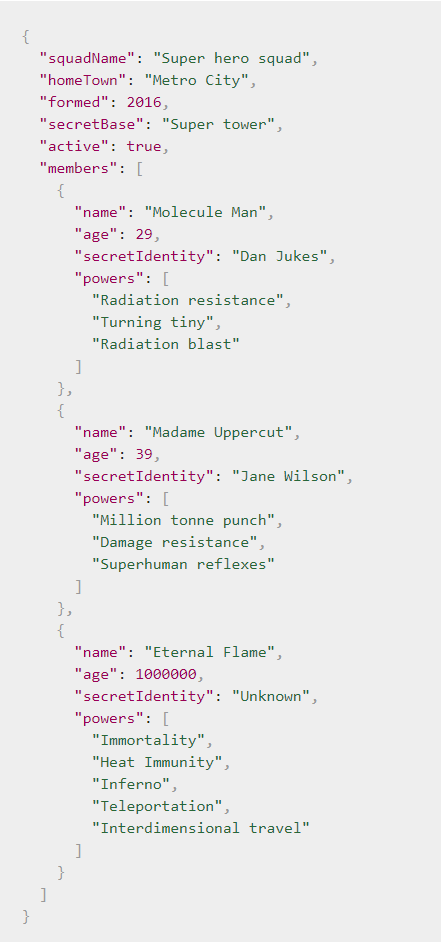 {
  "squadName": "Super hero squad",
  "homeTown": "Metro City",
  "formed": 2016,
  "secretBase": "Super tower",
  "active": true,
  "members": [
    {
      "name": "Molecule Man",
      "age": 29,
      "secretIdentity": "Dan Jukes",
      "powers": [
        "Radiation resistance",
        "Turning tiny",
        "Radiation blast"
      ]
    },
    {
      "name": "Madame Uppercut",
      "age": 39,
      "secretIdentity": "Jane Wilson",
      "powers": [
        "Million tonne punch",
        "Damage resistance",
        "Superhuman reflexes"
      ]
    },
    {
      "name": "Eternal Flame",
      "age": 1000000,
      "secretIdentity": "Unknown",
      "powers": [
        "Immortality",
        "Heat Immunity",
        "Inferno",
        "Teleportation",
        "Interdimensional travel"
      ]
    }
  ]
}